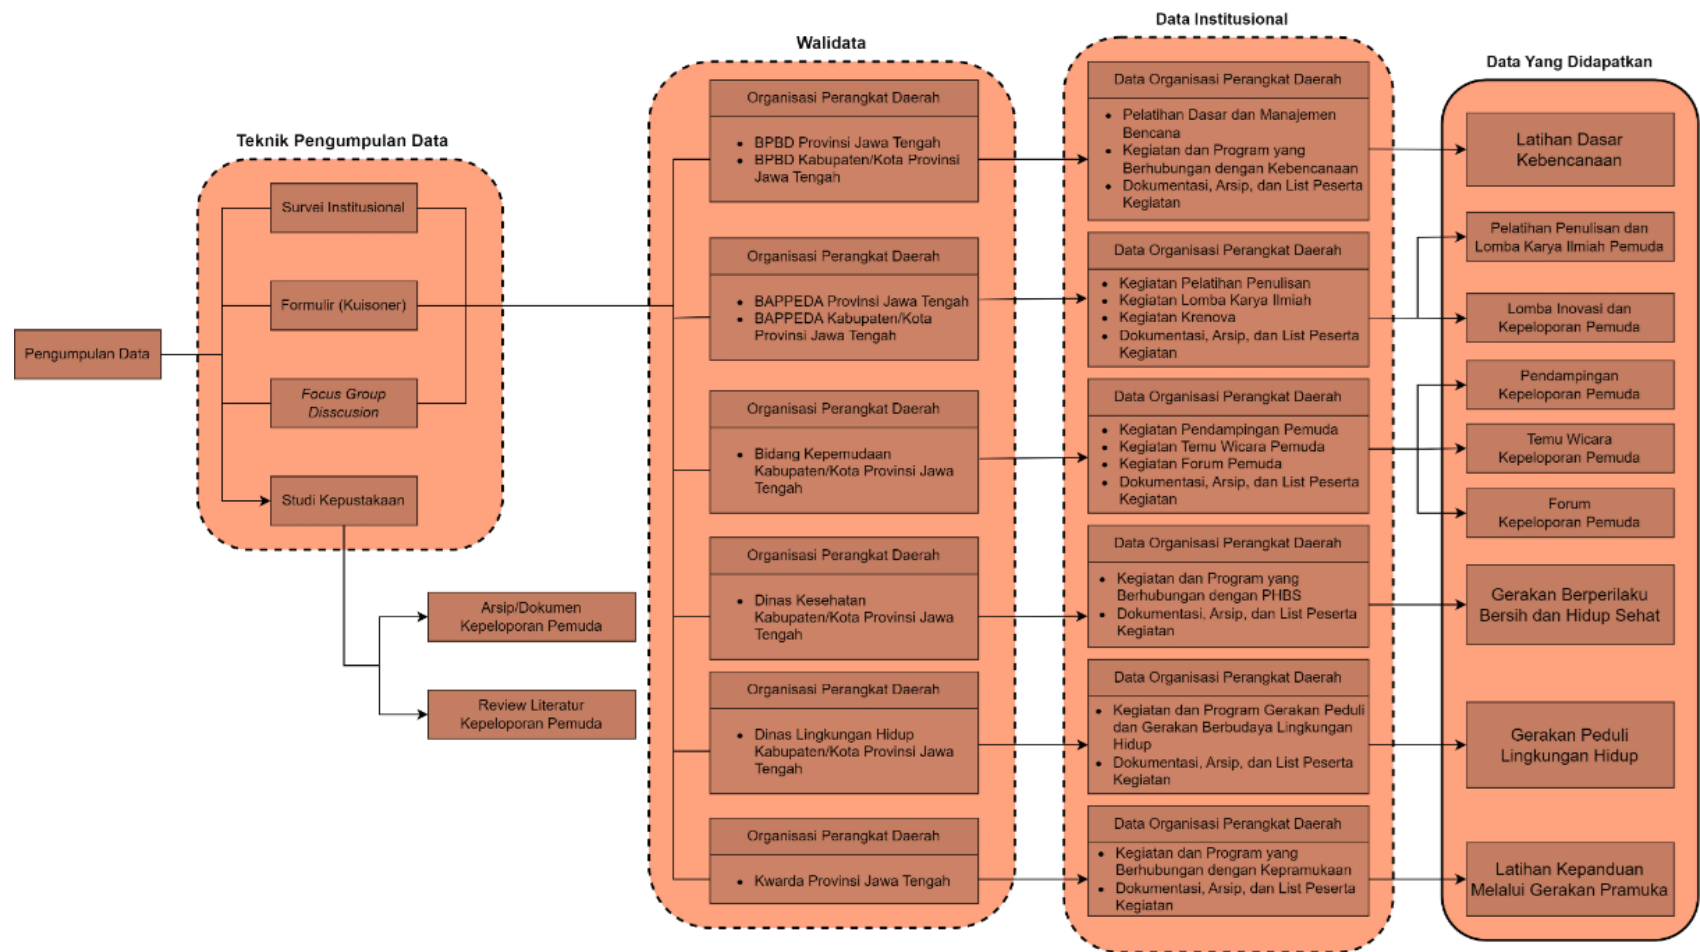 Pengumpulan Data
Teknik Pengumpulan Data
Survei Institusional
Formulir (Kuisoner)
Focus Group
Disscusion
Studi Kepustakaan
Arsip/Dokumen
Kepeloporan Pemuda
Review Literatur
Kepeloporan Pemuda
Walidata
Organisasi Perangkat Daerah
• BPBD Provinsi Jawa Tengah
• BPBD Kabupaten/Kota Provinsi
Jawa Tengah
Organisasi Perangkat Daerah
• BAPPEDA Provinsi Jawa Tengah
• BAPPEDA Kabupaten/Kota
Provinsi Jawa Tengah
Organisasi Perangkat Daerah
• Bidang Kepemudaan
Kabupaten/Kota Provinsi Jawa
Tengah
Organisasi Perangkat Daerah
• Dinas Kesehatan
Kabupaten/Kota Provinsi Jawa
Tengah
Organisasi Perangkat Daerah
• Dinas Lingkungan Hidup
Kabupaten/Kota Provinsi Jawa
Tengah
Organisasi Perangkat Daerah
• Kwarda Provinsi Jawa Tengah
Data Institusional
Data Organisasi Perangkat Daerah
• Pelatihan Dasar dan Manajemen
Bencana
• Kegiatan dan Program yang
Berhubungan dengan Kebencanaan
• Dokumentasi, Arsip, dan List Peserta
Kegiatan
Data Organisasi Perangkat Daerah
• Kegiatan Pelatihan Penulisan
• Kegiatan Lomba Karya Ilmiah
• Kegiatan Krenova
• Dokumentasi, Arsip, dan List Peserta
Kegiatan
Data Organisasi Perangkat Daerah
• Kegiatan Pendampingan Pemuda
• Kegiatan Temu Wicara Pemuda
• Kegiatan Forum Pemuda
• Dokumentasi, Arsip, dan List Peserta
Kegiatan
Data Organisasi Perangkat Daerah
• Kegiatan dan Program yang
Berhubungan dengan PHBS
• Dokumentasi, Arsip, dan List Peserta
Kegiatan
Data Organisasi Perangkat Daerah
• Kegiatan dan Program Gerakan Peduli
dan Gerakan Berbudaya Lingkungan
Hidup
• Dokumentasi, Arsip, dan List Peserta
Kegiatan
Data Organisasi Perangkat Daerah
• Kegiatan dan Program yang
Berhubungan dengan Kepramukaan
• Dokumentasi, Arsip, dan List Peserta
Kegiatan
Data Yang Didapatkan
Latihan Dasar
Kebencanaan
Pelatihan Penulisan dan
Lomba Karya Ilmiah Pemuda
Lomba Inovasi dan
Kepeloporan Pemuda
Pendampingan
Kepeloporan Pemuda
Temu Wicara
Kepeloporan Pemuda
Forum
Kepeloporan Pemuda
Gerakan Berperilaku
Bersih dan Hidup Sehat
Gerakan Peduli
Lingkungan Hidup
Latihan Kepanduan
Melalui Gerakan Pramuka